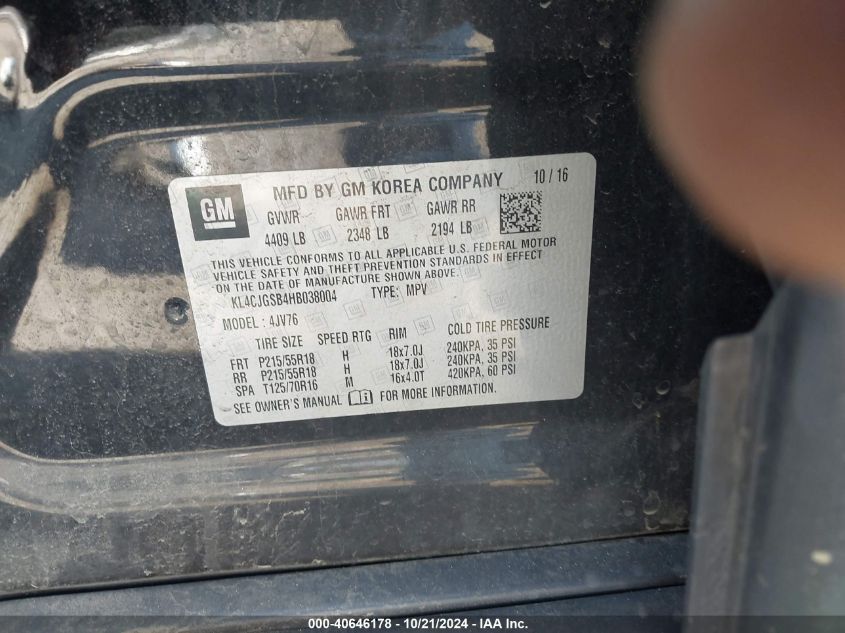 GM
MFD BY GM KOREA COMPANY 10 / 16
GVWR GAWR FRT GAWR RR
4409 LB 2348 LB 2194 LB
THIS VEHICLE CONFORMS TO ALL APPLICABLE U.S. FEDERAL MOTOR
VEHICLE SAFETY AND THEFT PREVENTION STANDARDS IN EFFECT
ON THE DATE OF MANUFACTURE SHOWN ABOVE.
KL4CJGSB4HB038004 TYPE: MPV
MODEL : 4JV76
TIRE SIZE SPEED RTG RIM COLD TIRE PRESSURE
FRT P215/55R18 H 18x7.0J 240KPA, 35 PSI
RR P215/55R18 H 18x7.0J 240KPA, 35 PSI
SPA T125/70R16 M 16x4.0T 420KPA, 60 PSI
SEE OWNER'S MANUAL FOR MORE INFORMATION.
000-40646178 - 10/21/2024 - IAAI.com